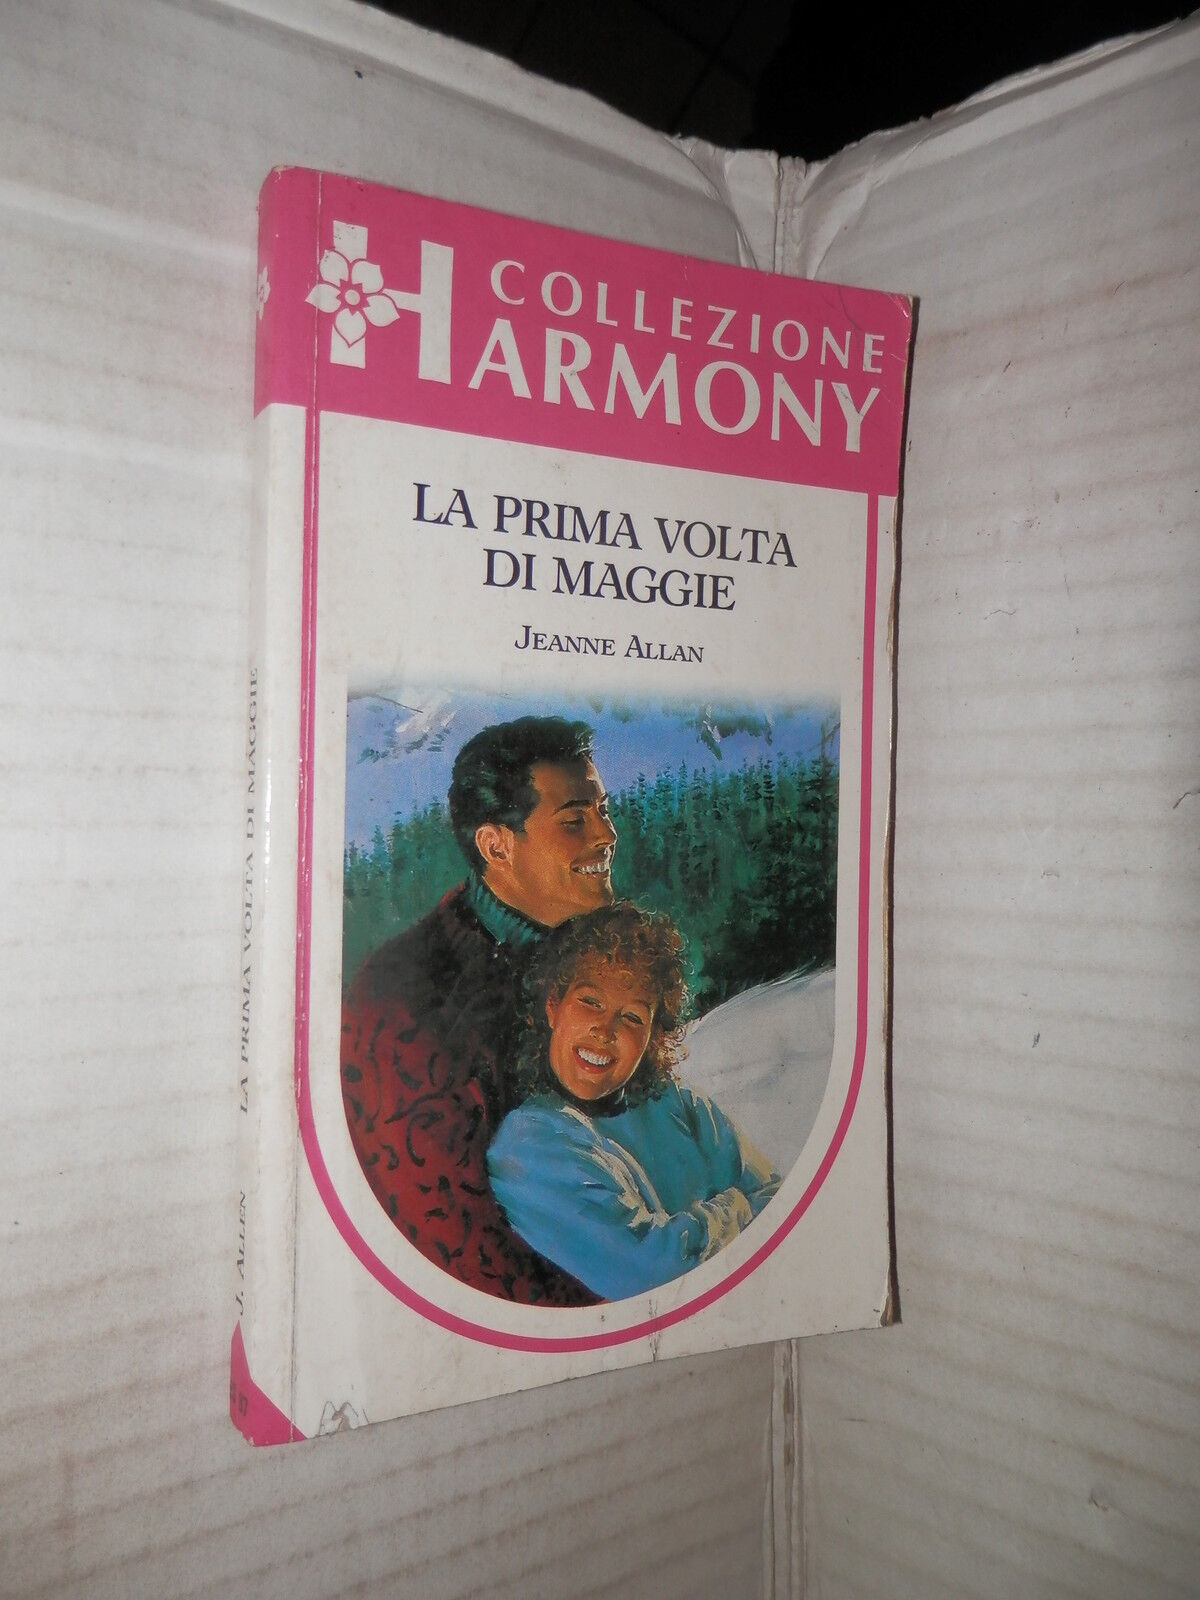 COLLEZIONE
HARMONY
LA PRIMA VOLTA
DI MAGGIE
JEANNE ALLAN
J. ALLEN LA PRIMA VOLTA DI MAGGIE